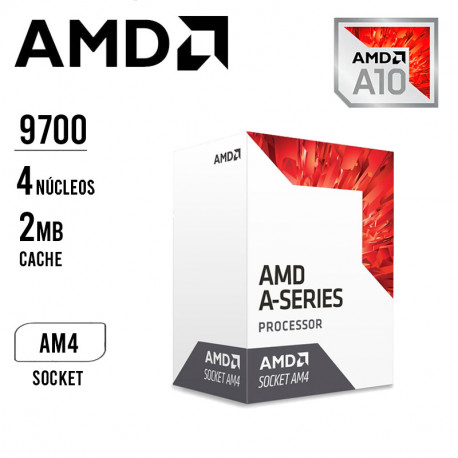 AMD
AMD
A10
9700
4 NÚCLEOS
2MB
CACHE
AM4
SOCKET
AMD
AMD
A-SERIES
PROCESSOR
AMD
SOCKET AM4
AMD
SOCKET AM4